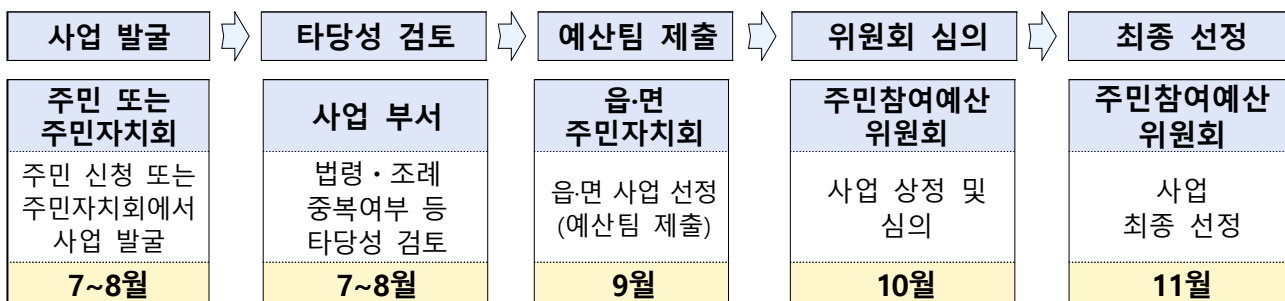 사업 발굴
타당성 검토
예산팀 제출
위원회 심의
최종 선정
주민 또는
주민자치회
주민 신청 또는
주민자치회에서
사업 발굴
7~8월
사업 부서
법령·조례
중복여부 등
타당성 검토
7~8월
읍·면
주민자치회
읍·면 사업 선정
(예산팀 제출)
9월
주민참여예산
위원회
사업 상정 및
심의
10월
주민참여예산
위원회
사업
최종 선정
11월